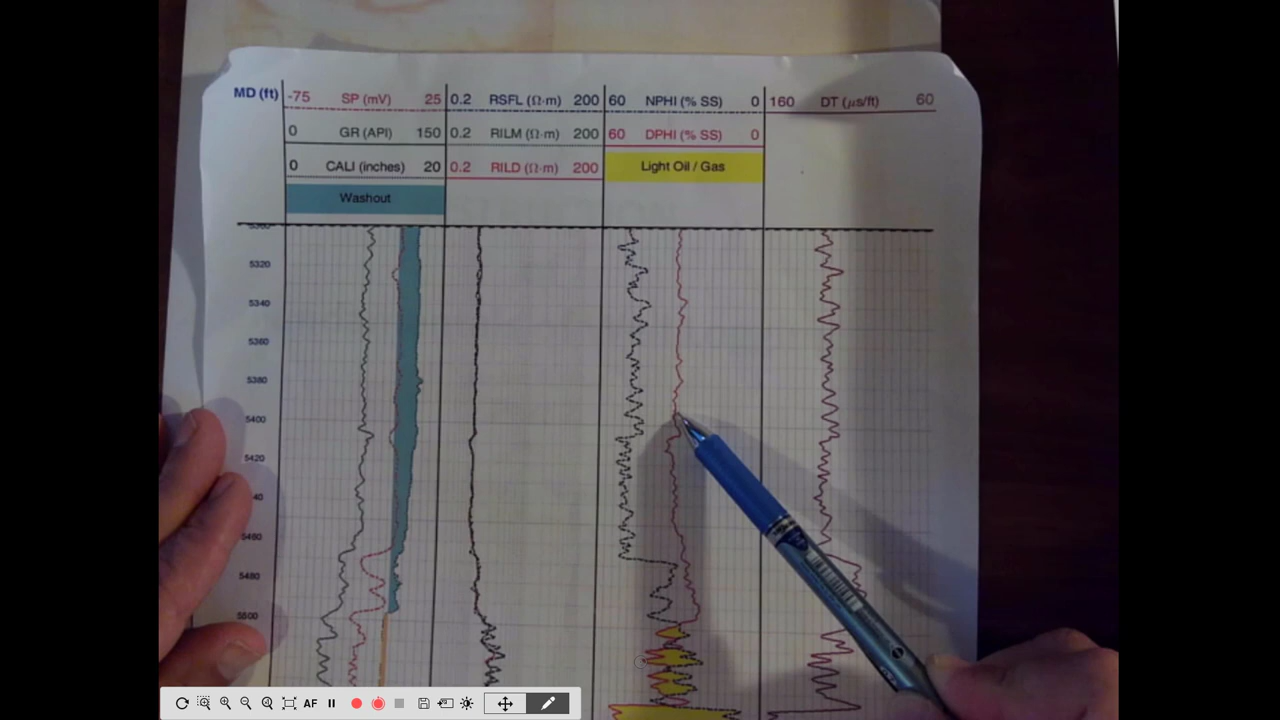 MD (ft) -75 SP (mV) 25 0.2 RSFL (Ω·m) 200 60 NPHI (% SS) 0 160 DT (µs/ft) 60
0 GR (API) 150 0.2 RILM (Ω·m) 200 60 DPHI (% SS) 0
0 CALI (inches) 20 0.2 RILD (Ω·m) 200 Light Oil / Gas
Washout
5320
5340
5360
5380
5400
5420
40
5460
5480
5500
AF